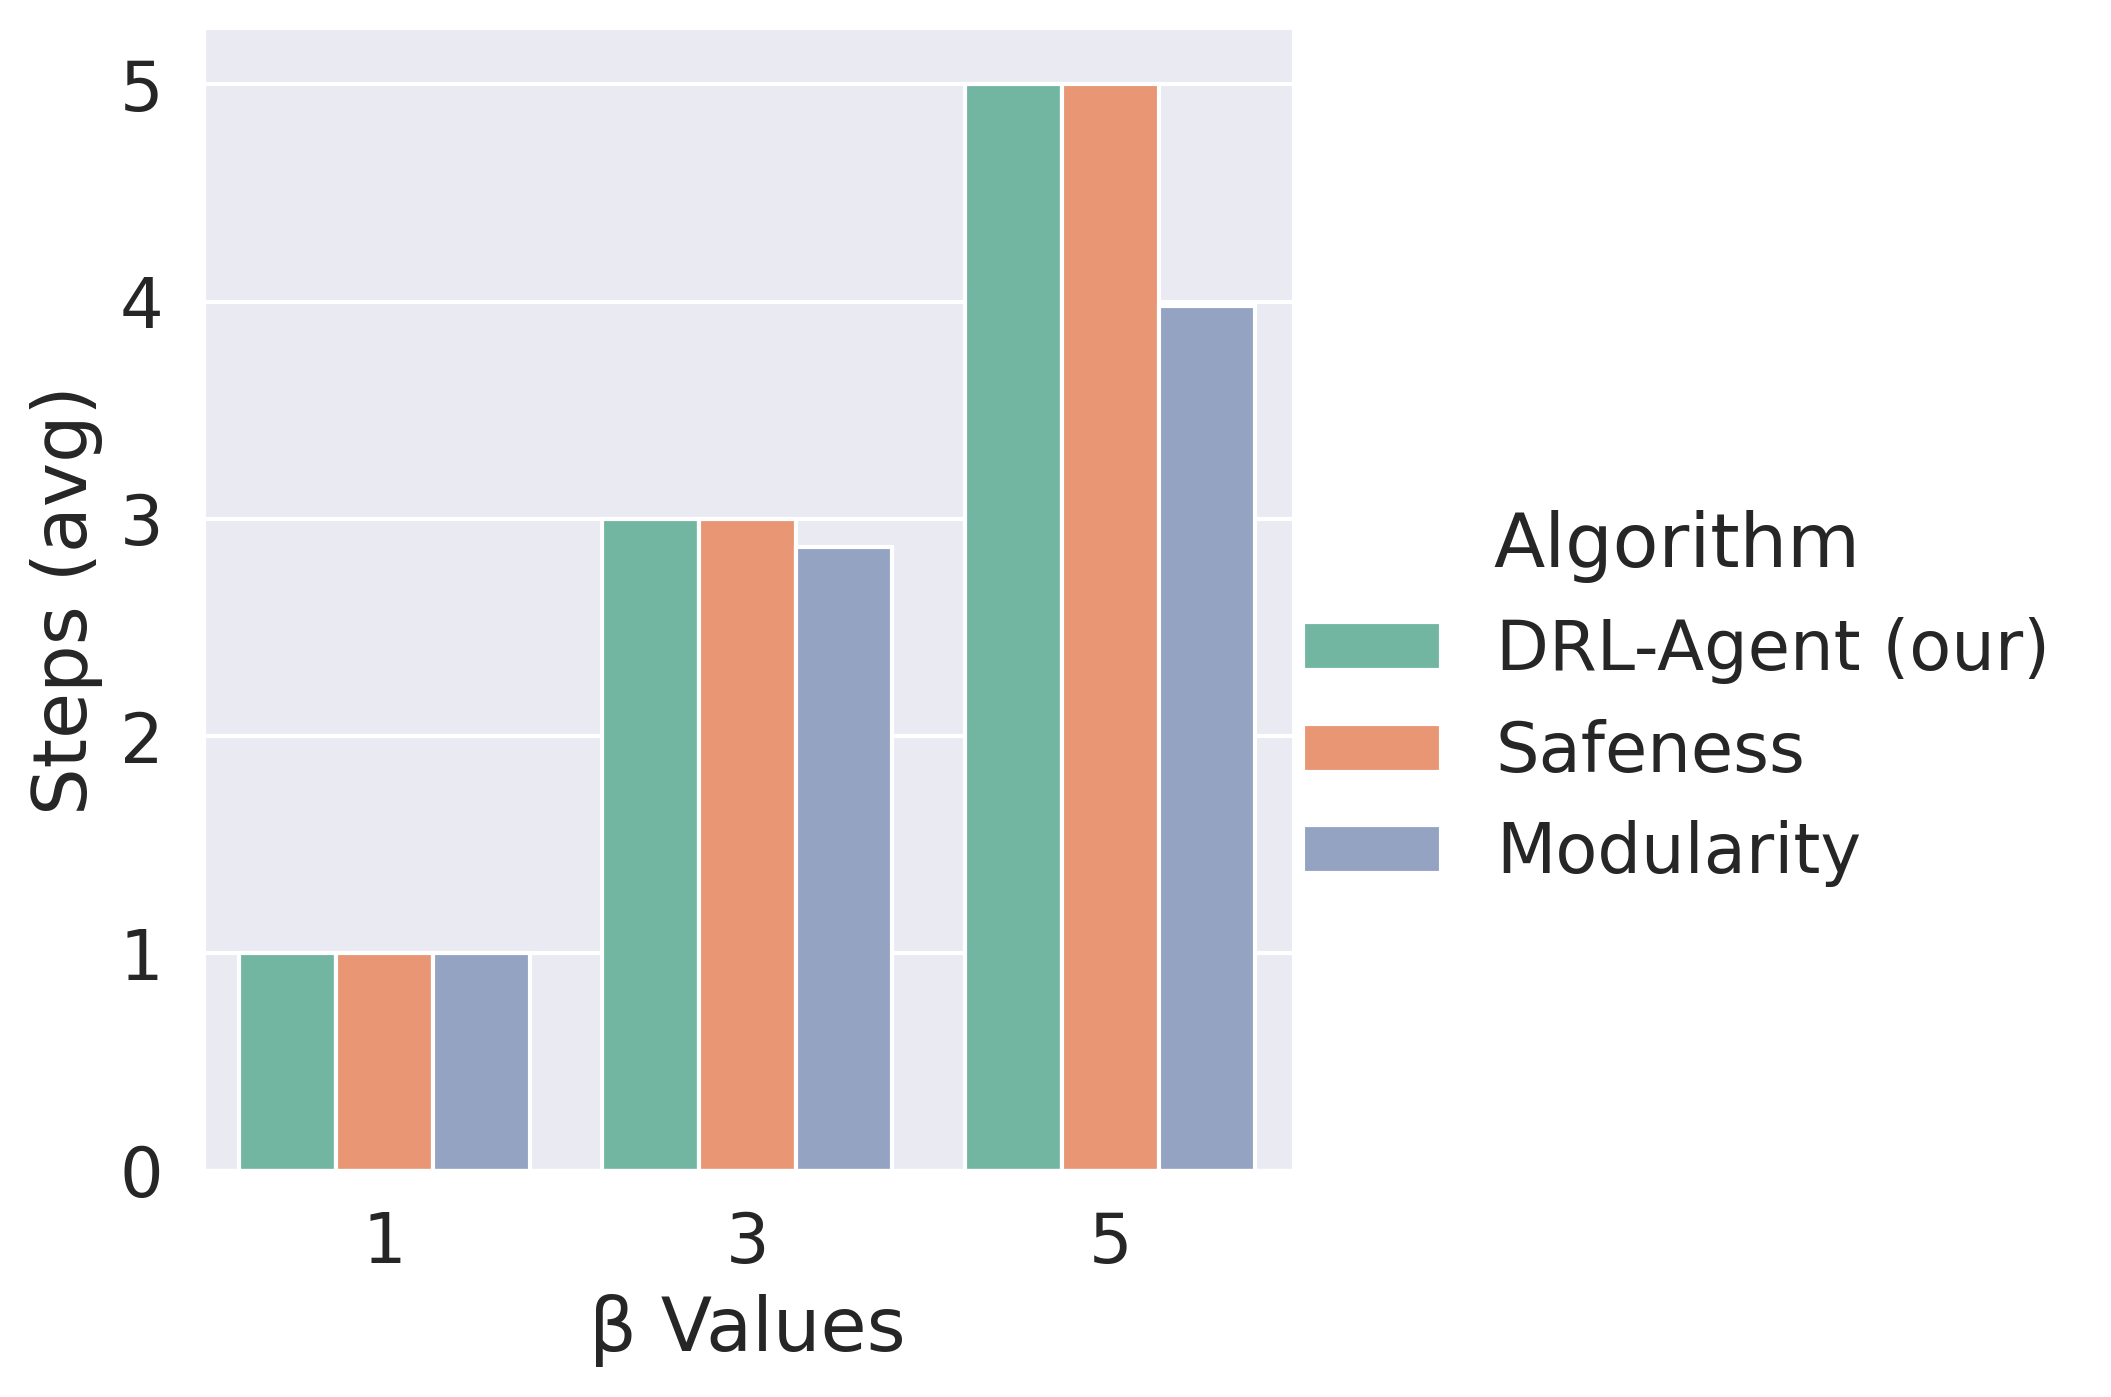 5
4
3
2
1
0
Steps (avg)
1 3 5
β Values
Algorithm
DRL-Agent (our)
Safeness
Modularity